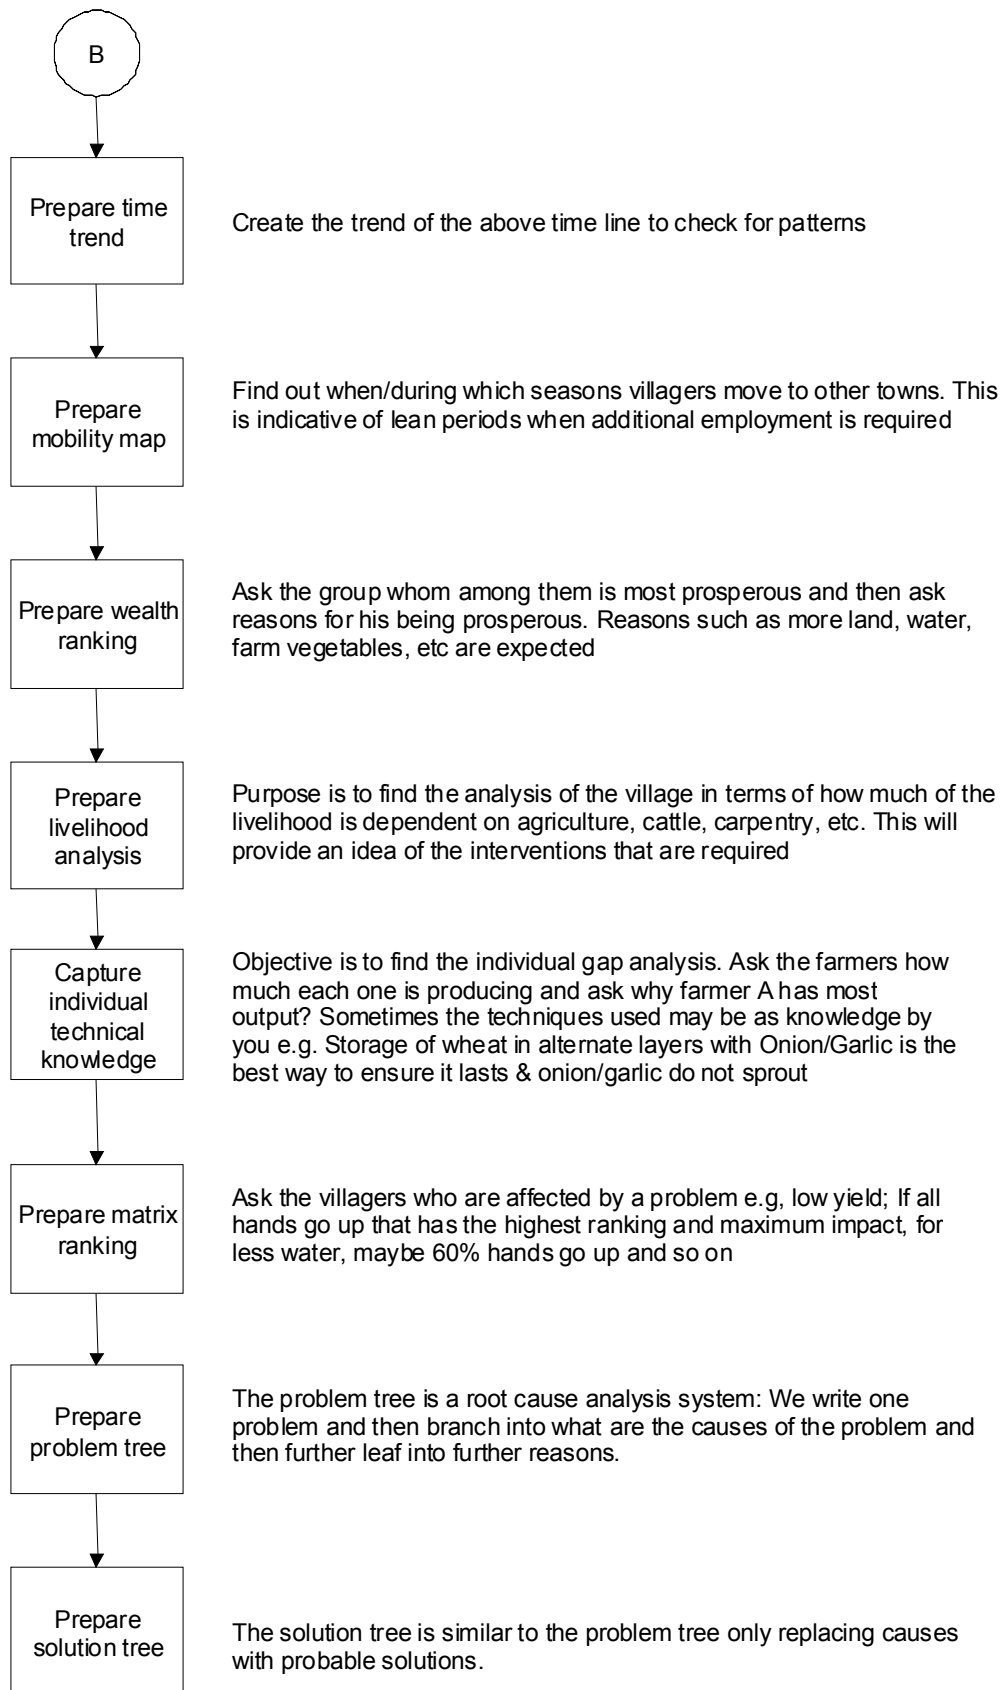 B
Prepare time
trend
Create the trend of the above time line to check for patterns
Prepare
mobility map
Find out when/during which seasons villagers move to other towns. This
is indicative of lean periods when additional employment is required
Prepare wealth
ranking
Ask the group whom among them is most prosperous and then ask
reasons for his being prosperous. Reasons such as more land, water,
farm vegetables, etc are expected
Prepare
livelihood
analysis
Purpose is to find the analysis of the village in terms of how much of the
livelihood is dependent on agriculture, cattle, carpentry, etc. This will
provide an idea of the interventions that are required
Capture
individual
technical
knowledge
Objective is to find the individual gap analysis. Ask the farmers how
much each one is producing and ask why farmer A has most
output? Sometimes the techniques used may be as knowledge by
you e.g. Storage of wheat in alternate layers with Onion/Garlic is the
best way to ensure it lasts & onion/garlic do not sprout
Prepare matrix
ranking
Ask the villagers who are affected by a problem e.g, low yield; If all
hands go up that has the highest ranking and maximum impact, for
less water, maybe 60% hands go up and so on
Prepare
problem tree
The problem tree is a root cause analysis system: We write one
problem and then branch into what are the causes of the problem and
then further leaf into further reasons.
Prepare
solution tree
The solution tree is similar to the problem tree only replacing causes
with probable solutions.